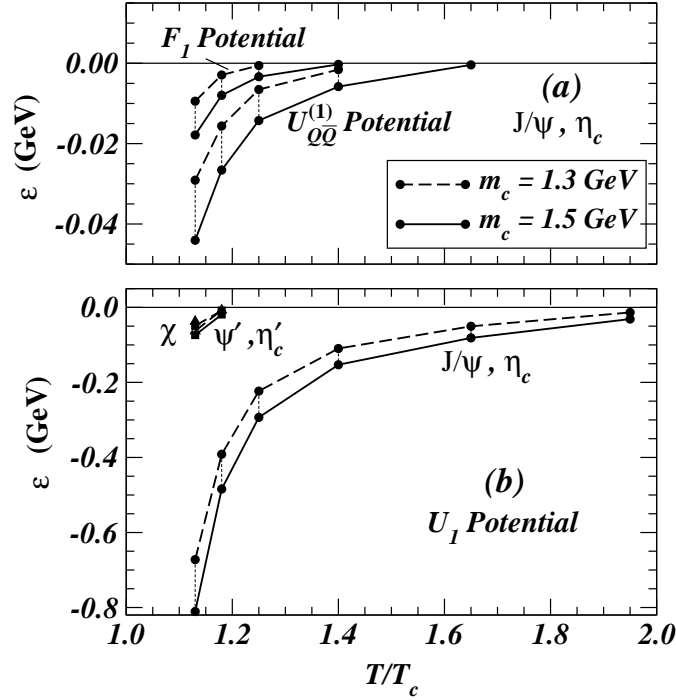 F₁ Potential
0.00
-0.02
-0.04
ε (GeV)
(a)
U_{QQ̅}^{(1)} Potential
J/ψ, η_c
m_c = 1.3 GeV
m_c = 1.5 GeV
0.0
-0.2
-0.4
-0.6
-0.8
ε (GeV)
χ
ψ′, η_c′
J/ψ, η_c
(b)
U₁ Potential
1.0 1.2 1.4 1.6 1.8 2.0
T/T_c